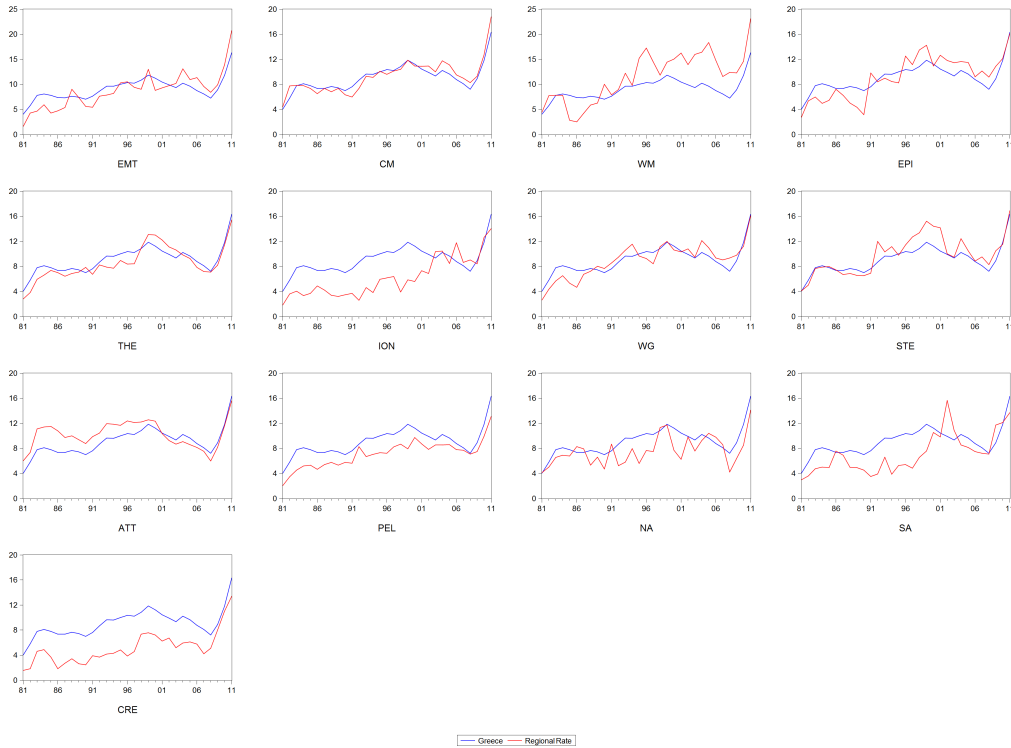 25 20 25 20
20 16 20 16
15 12 15 12
10 8 10 8
5 4 5 4
0 0 0 0
81 86 91 96 01 06 11 81 86 91 96 01 06 11 81 86 91 96 01 06 11 81 86 91 96 01 06 11
EMT CM WM EPI
20 20 20 20
16 16 16 16
12 12 12 12
8 8 8 8
4 4 4 4
0 0 0 0
81 86 91 96 01 06 11 81 86 91 96 01 06 11 81 86 91 96 01 06 11 81 86 91 96 01 06 11
THE ION WG STE
20 20 20 20
16 16 16 16
12 12 12 12
8 8 8 8
4 4 4 4
0 0 0 0
81 86 91 96 01 06 11 81 86 91 96 01 06 11 81 86 91 96 01 06 11 81 86 91 96 01 06 11
ATT PEL NA SA
20
16
12
8
4
0
81 86 91 96 01 06 11
CRE
Greece Regional Rate